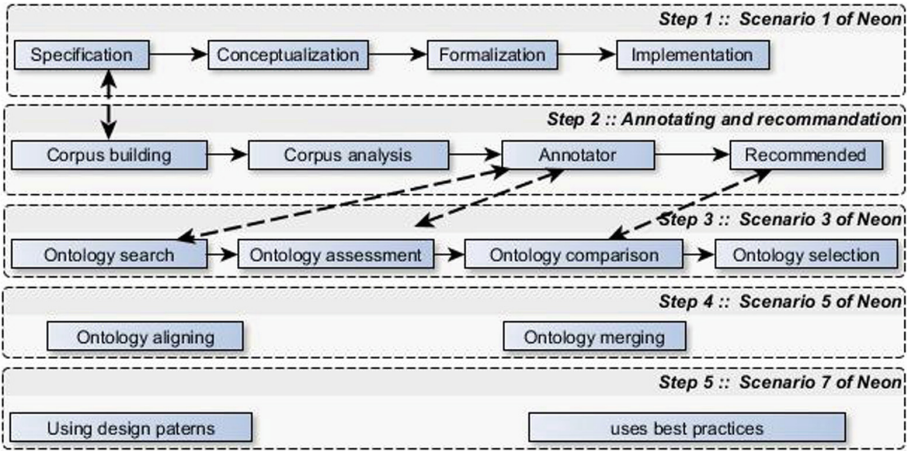 Step 1 :: Scenario 1 of Neon
Specification Conceptualization Formalization Implementation
Step 2 :: Annotating and recommandation
Corpus building Corpus analysis Annotator Recommended
Step 3 :: Scenario 3 of Neon
Ontology search Ontology assessment Ontology comparison Ontology selection
Step 4 :: Scenario 5 of Neon
Ontology aligning Ontology merging
Step 5 :: Scenario 7 of Neon
Using design paterns uses best practices